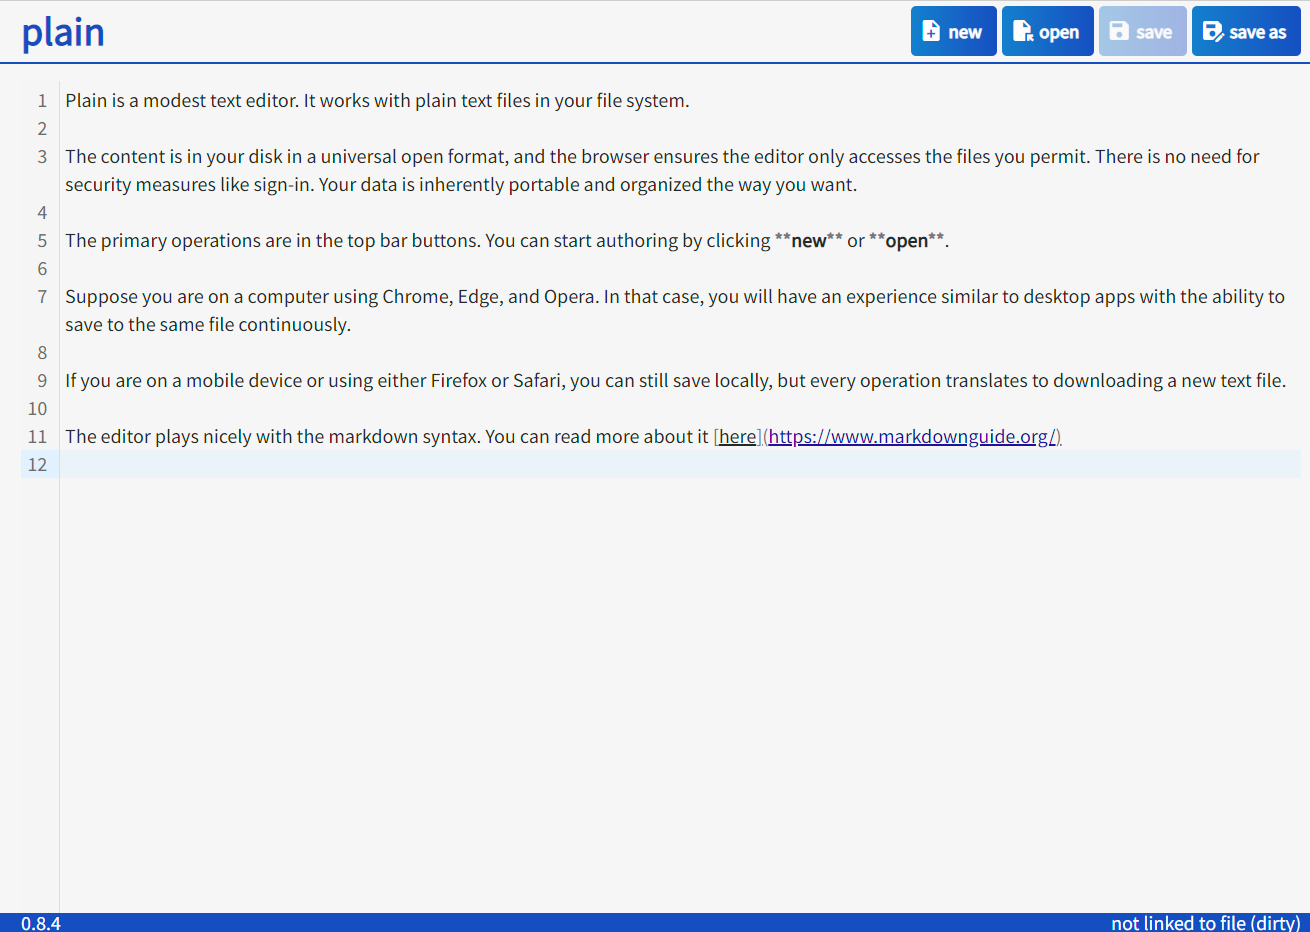 plain
new
open
save
save as
1 Plain is a modest text editor. It works with plain text files in your file system.
2
3 The content is in your disk in a universal open format, and the browser ensures the editor only accesses the files you permit. There is no need for
security measures like sign-in. Your data is inherently portable and organized the way you want.
4
5 The primary operations are in the top bar buttons. You can start authoring by clicking **new** or **open**.
6
7 Suppose you are on a computer using Chrome, Edge, and Opera. In that case, you will have an experience similar to desktop apps with the ability to
save to the same file continuously.
8
9 If you are on a mobile device or using either Firefox or Safari, you can still save locally, but every operation translates to downloading a new text file.
10
11 The editor plays nicely with the markdown syntax. You can read more about it [here](https://www.markdownguide.org/)
12
0.8.4
not linked to file (dirty)